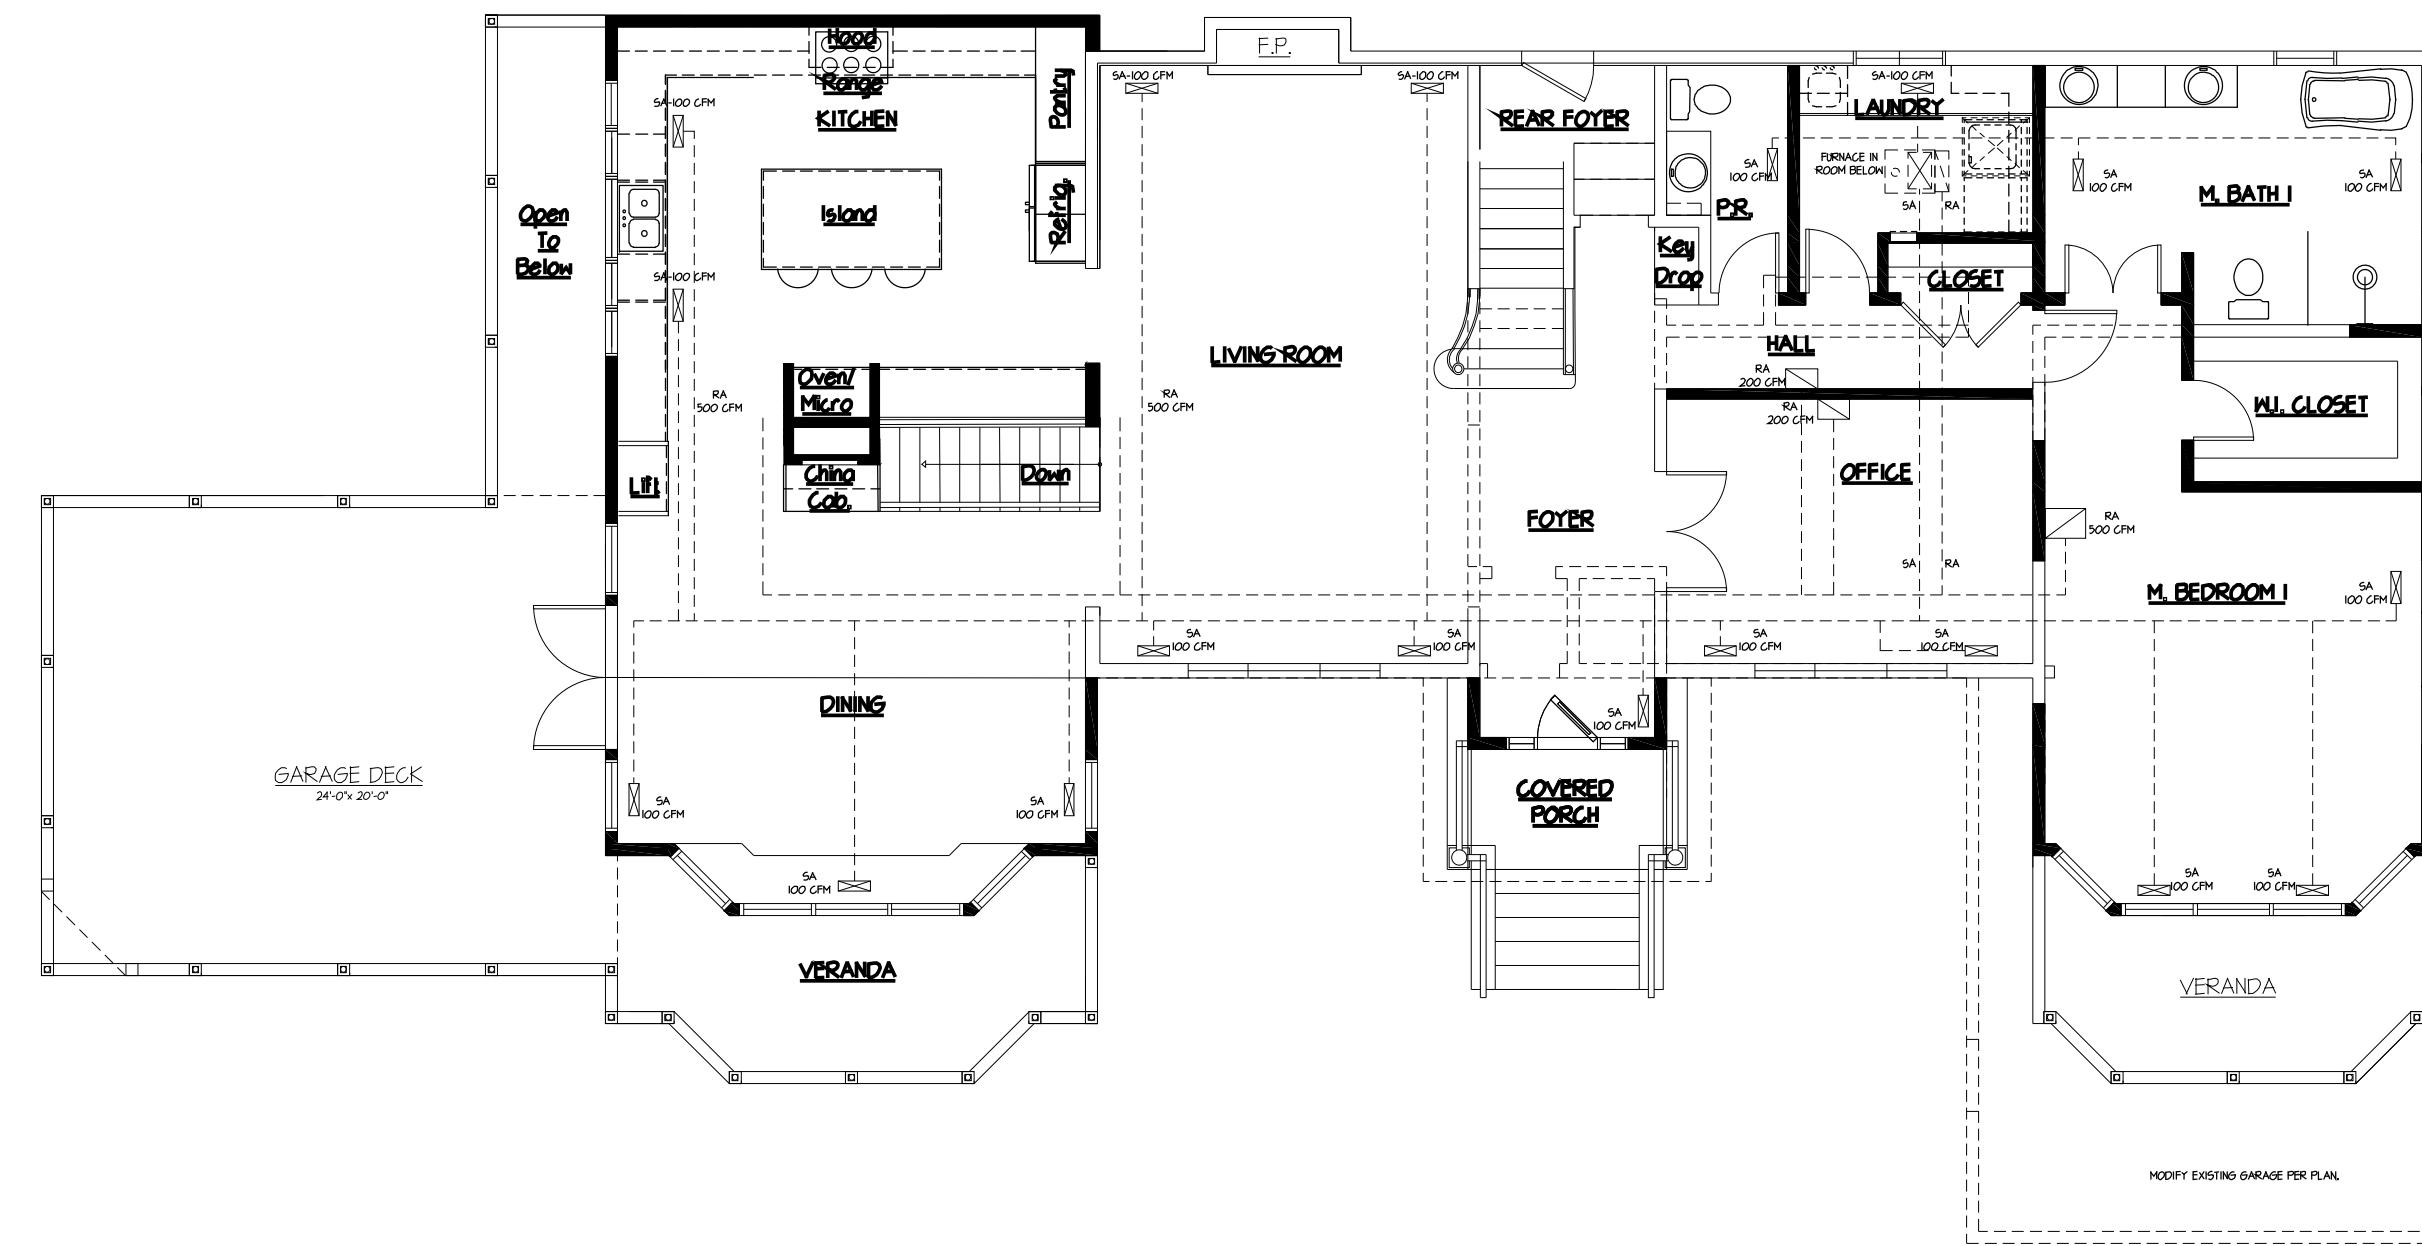 Hood
F.P.
Range
KITCHEN
Pantry
SA-100 CFM
SA-100 CFM
SA-100 CFM
SA-100 CFM
REAR FOYER
LAUNDRY
FURNACE IN
ROOM BELOW
SA
100 CFM
SA
100 CFM
SA
100 CFM
M. BATH 1
Open
To
Below
Island
Refrig.
P.R.
SA
RA
Key
Drop
SA-100 CFM
CLOSET
LIVING ROOM
HALL
Oven/
Micro
RA
500 CFM
RA
500 CFM
RA
200 CFM
RA
200 CFM
W.I. CLOSET
Lift
China
Cab.
Down
OFFICE
FOYER
RA
500 CFM
SA
RA
SA
100 CFM
M. BEDROOM 1
SA
100 CFM
SA
100 CFM
SA
100 CFM
SA
100 CFM
DINING
SA
100 CFM
GARAGE DECK
24'-0"x 20'-0"
SA
100 CFM
SA
100 CFM
COVERED
PORCH
SA
100 CFM
SA
100 CFM
SA
100 CFM
VERANDA
VERANDA
MODIFY EXISTING GARAGE PER PLAN.